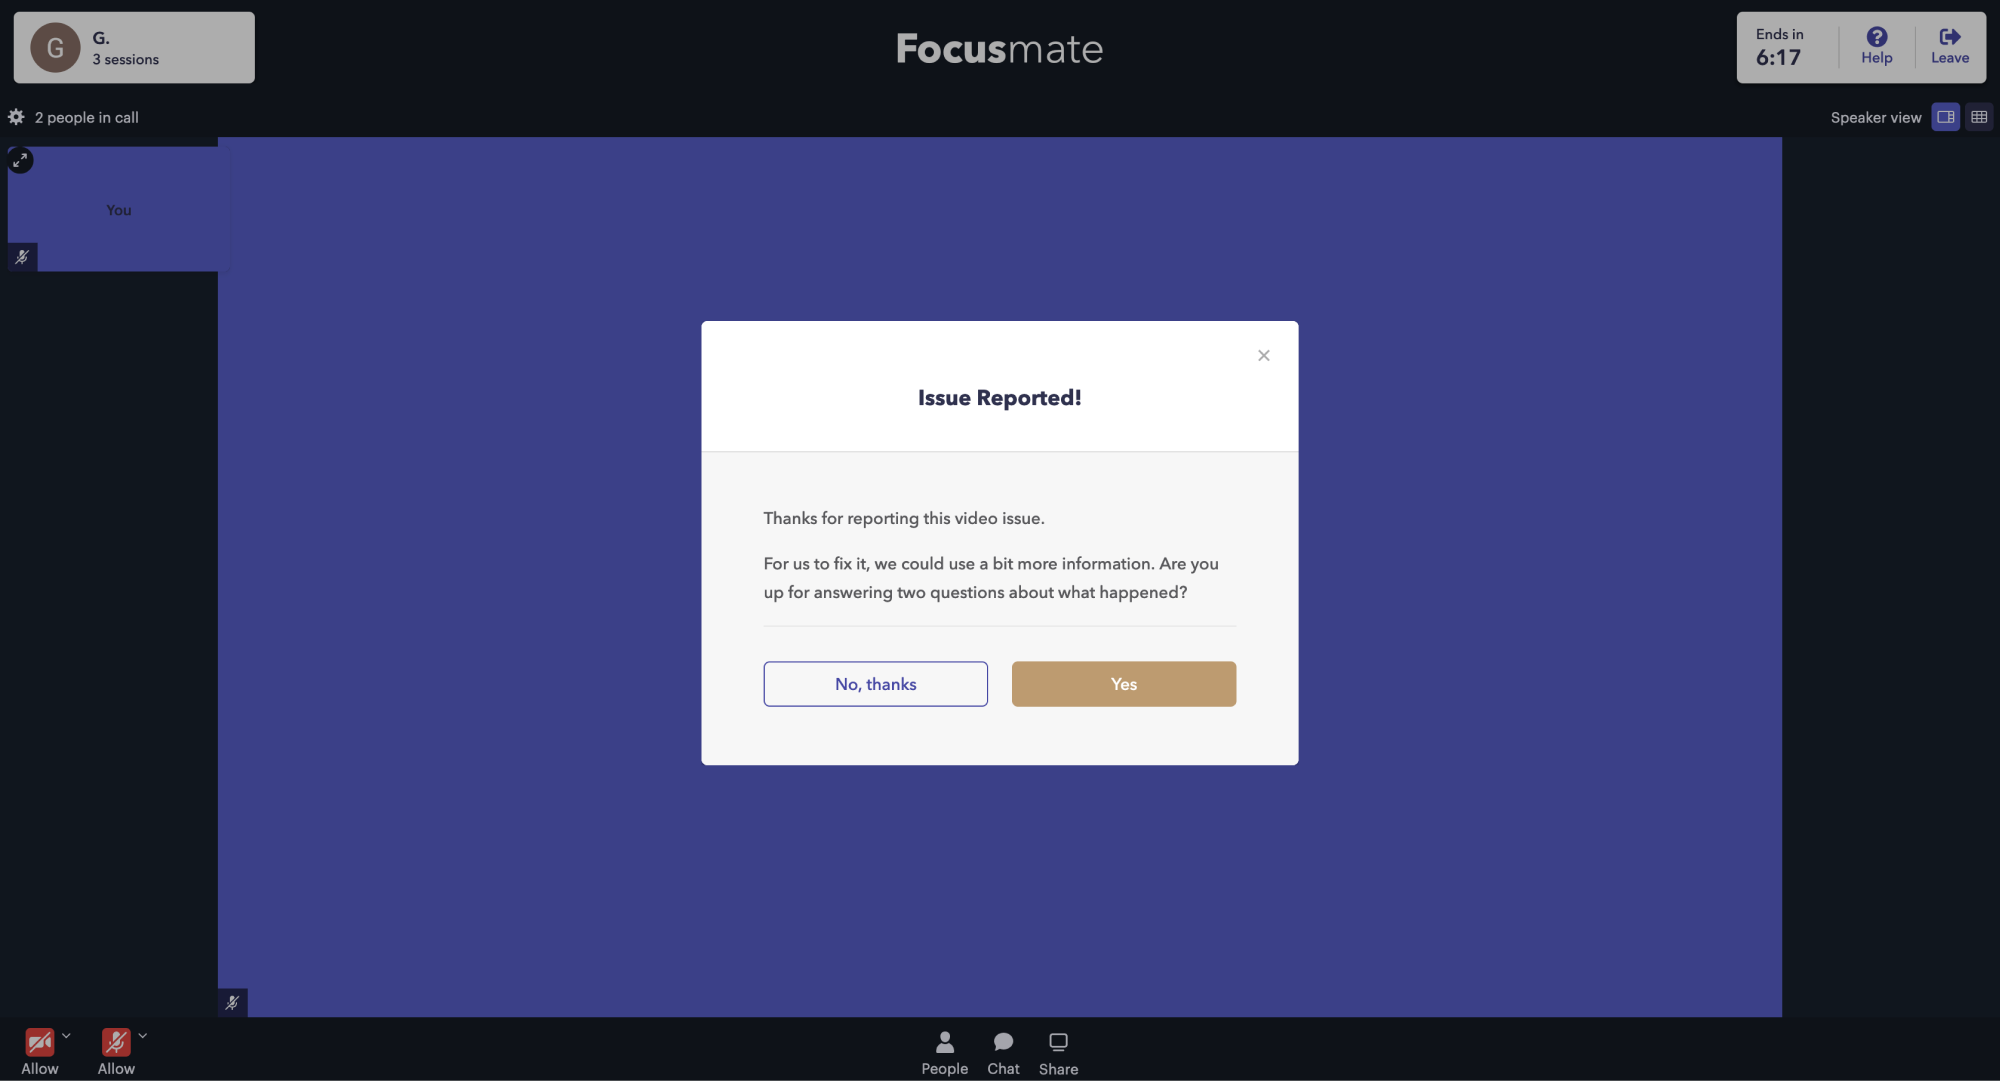 G
G.
3 sessions
Focusmate
Ends in
6:17
Help
Leave
2 people in call
Speaker view
You
Issue Reported!
Thanks for reporting this video issue.
For us to fix it, we could use a bit more information. Are you
up for answering two questions about what happened?
No, thanks
Yes
Allow
Allow
People
Chat
Share